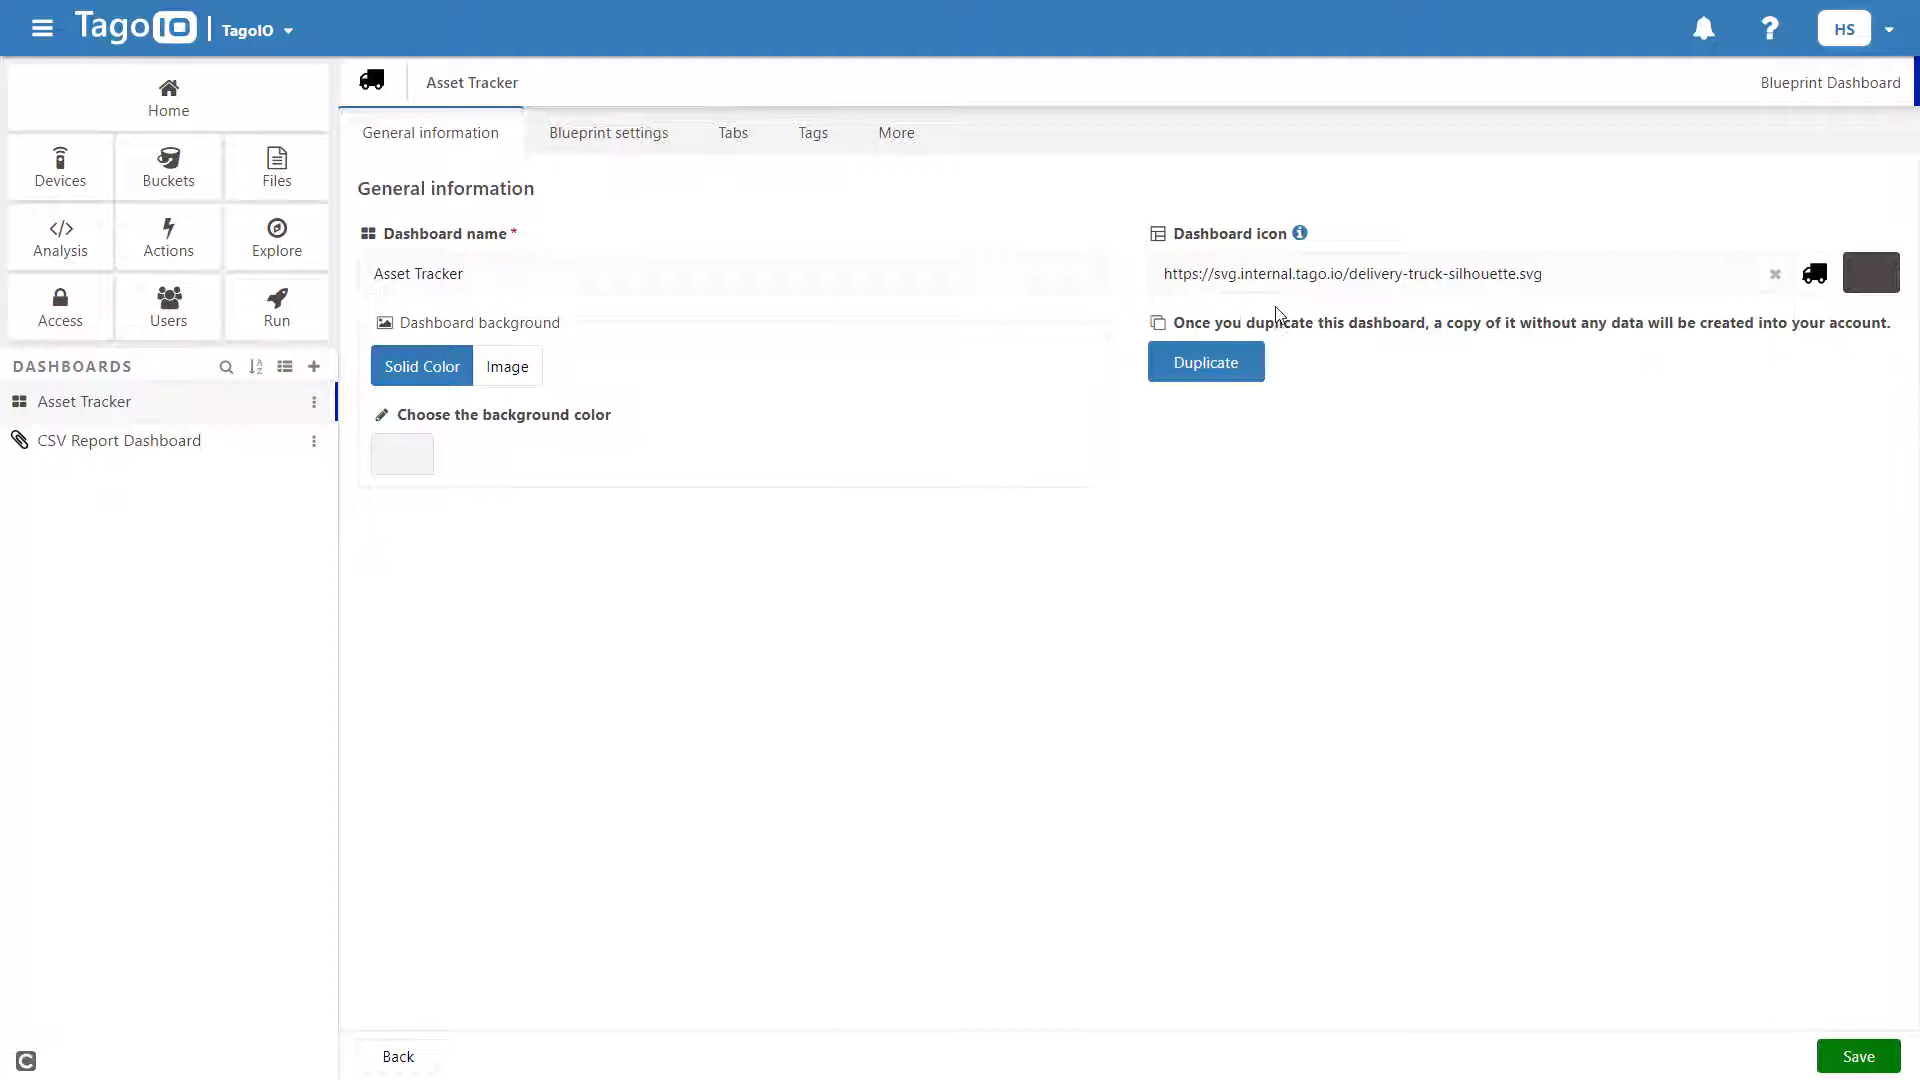 TagoIO | TagoIO
HS
Home
Devices
Buckets
Files
Analysis
Actions
Explore
Access
Users
Run
DASHBOARDS
Asset Tracker
CSV Report Dashboard
Asset Tracker
Blueprint Dashboard
General information
Blueprint settings
Tabs
Tags
More
General information
Dashboard name *
Asset Tracker
Dashboard background
Solid Color
Image
Choose the background color
Dashboard icon
https://svg.internal.tago.io/delivery-truck-silhouette.svg
Once you duplicate this dashboard, a copy of it without any data will be created into your account.
Duplicate
Back
Save